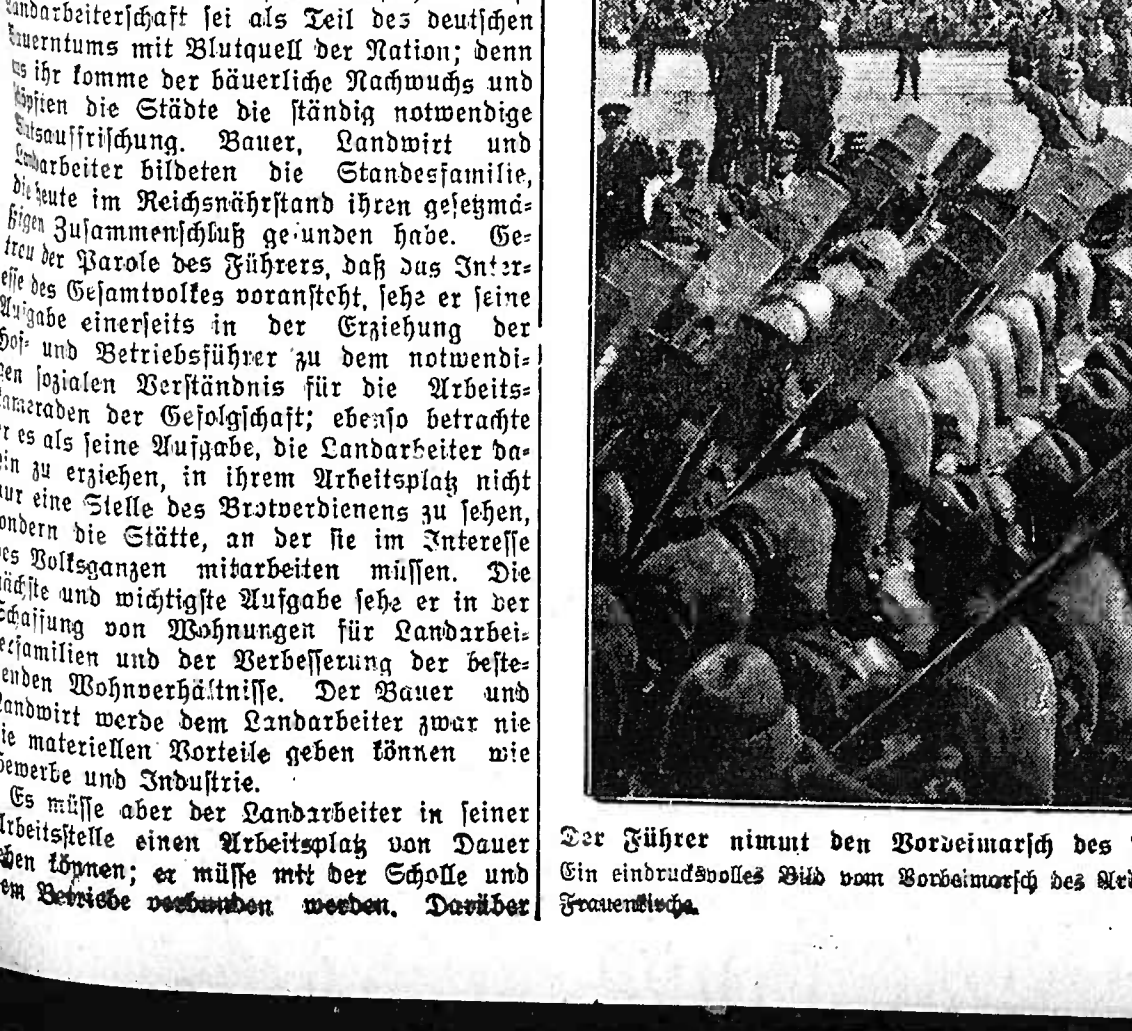 Landarbeiterschaft sei als Teil des deutschen
Bauerntums mit Blutquell der Nation; denn
aus ihr komme der bäuerliche Nachwuchs und
schöpften die Städte die ständig notwendige
Blutsauffrischung. Bauer, Landwirt und
Landarbeiter bildeten die Standesfamilie,
die heute im Reichsnährstand ihren gesetzmä-
ßigen Zusammenschluß gefunden habe. Ge-
treu der Parole des Führers, daß das Inter-
esse des Gesamtvolkes voransteht, sehe er seine
Aufgabe einerseits in der Erziehung der
Hof- und Betriebsführer zu dem notwendi-
gen sozialen Verständnis für die Arbeits-
kameraden der Gefolgschaft; ebenso betrachte
er es als seine Aufgabe, die Landarbeiter da-
hin zu erziehen, in ihrem Arbeitsplatz nicht
nur eine Stelle des Brotverdienens zu sehen,
sondern die Stätte, an der sie im Interesse
des Volksganzen mitarbeiten müssen. Die
nächste und wichtigste Aufgabe sehe er in der
Schaffung von Wohnungen für Landarbei-
terfamilien und der Verbesserung der beste-
henden Wohnverhältnisse. Der Bauer und
Landwirt werde dem Landarbeiter zwar nie
die materiellen Vorteile geben können wie
Gewerbe und Industrie.
Es müsse aber der Landarbeiter in seiner
Arbeitsstelle einen Arbeitsplatz von Dauer
haben können; er müsse mit der Scholle und
dem Betriebe verbunden werden. Darüber
Der Führer nimmt den Vorbeimarsch des
Ein eindrucksvolles Bild vom Vorbeimarsch des
Frauenkirche.